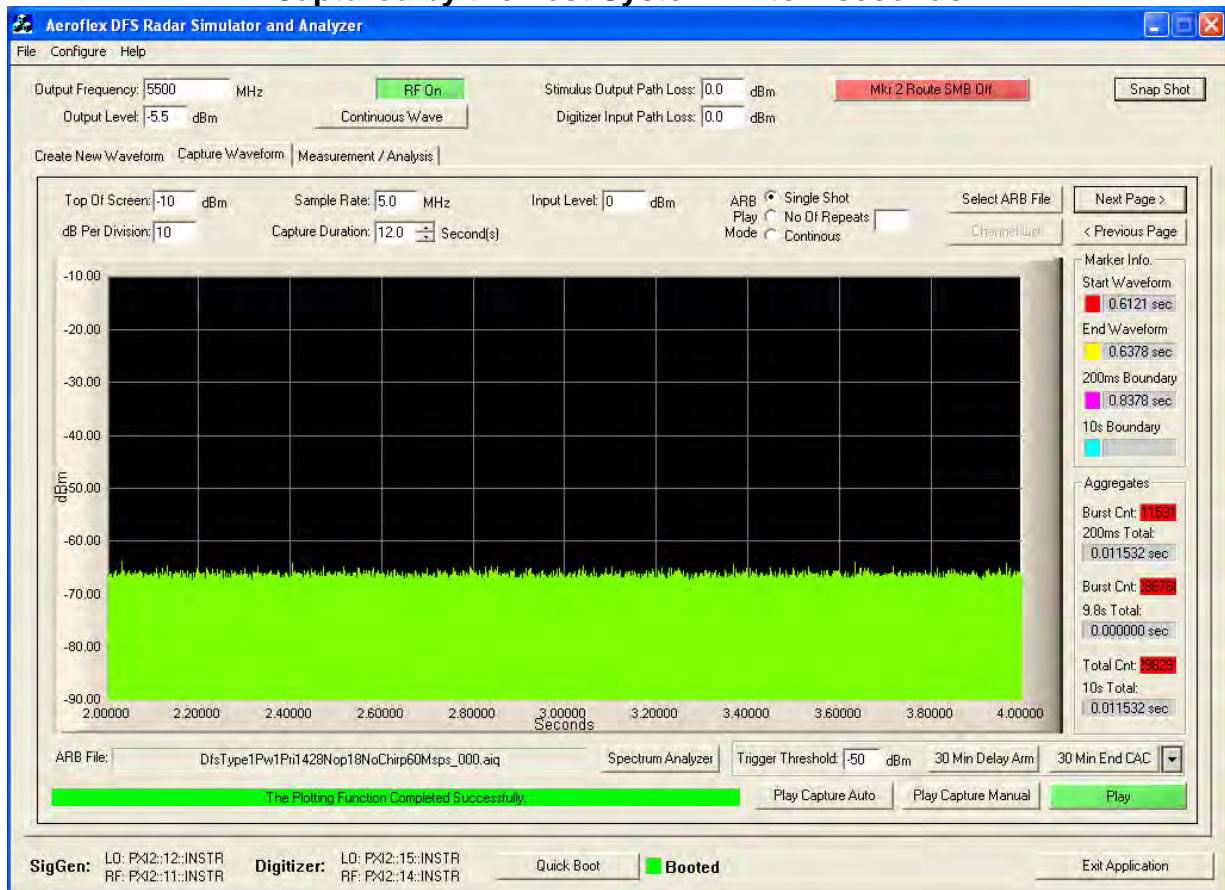 Aeroflex DFS Radar Simulator and Analyzer
File Configure Help
Output Frequency: 5500 MHz
RF On
Stimulus Output Path Loss: 0.0 dBm
Mkr 2 Route SMB Off
Snap Shot
Output Level: -5.5 dBm
Continuous Wave
Digitizer Input Path Loss: 0.0 dBm
Create New Waveform Capture Waveform Measurement / Analysis
Top Of Screen: -10 dBm
Sample Rate: 5.0 MHz
Input Level: 0 dBm
ARB Play Mode
Single Shot
No Of Repeats
Continous
Select ARB File
Next Page >
dB Per Division: 10
Capture Duration: 12.0 Second(s)
Channel List
< Previous Page
-10.00
-20.00
-30.00
-40.00
50.00
-60.00
-70.00
-80.00
-90.00
dBm
2.00000 2.20000 2.40000 2.60000 2.80000 3.00000 3.20000 3.40000 3.60000 3.80000 4.00000
Seconds
Marker Info.
Start Waveform
0.6121 sec
End Waveform
0.6378 sec
200ms Boundary
0.8378 sec
10s Boundary
Aggregates
Burst Cnt: 11531
200ms Total:
0.011532 sec
Burst Cnt:
9.8s Total:
0.000000 sec
Total Cnt:
10s Total:
0.011532 sec
ARB File: DfsType1Pw1Pri1428Nop18NoChirp60Msps_000.aiq
Spectrum Analyzer
Trigger Threshold: -50 dBm
30 Min Delay Arm
30 Min End CAC
The Plotting Function Completed Successfully.
Play Capture Auto
Play Capture Manual
Play
SigGen: LO: PXI2::12::INSTR
RF: PXI2::11::INSTR
Digitizer: LO: PXI2::15::INSTR
RF: PXI2::14::INSTR
Quick Boot
Booted
Exit Application